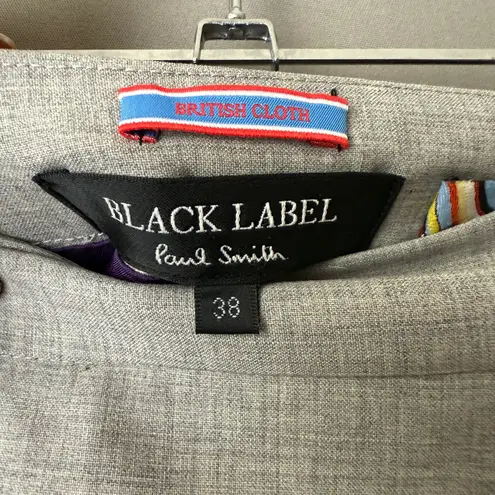 BRITISH CLOTH
BLACK LABEL
Paul Smith
38